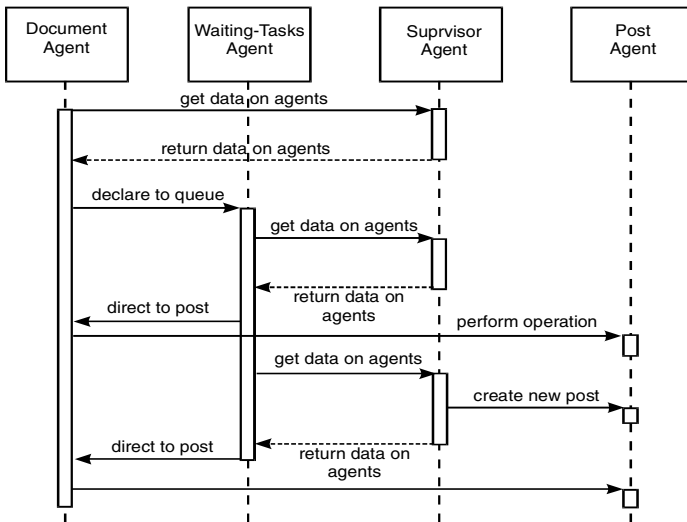 Document
Agent
Waiting-Tasks
Agent
Suprvisor
Agent
Post
Agent
get data on agents
return data on agents
declare to queue
get data on agents
return data on
agents
direct to post
perform operation
get data on agents
create new post
return data on
agents
direct to post